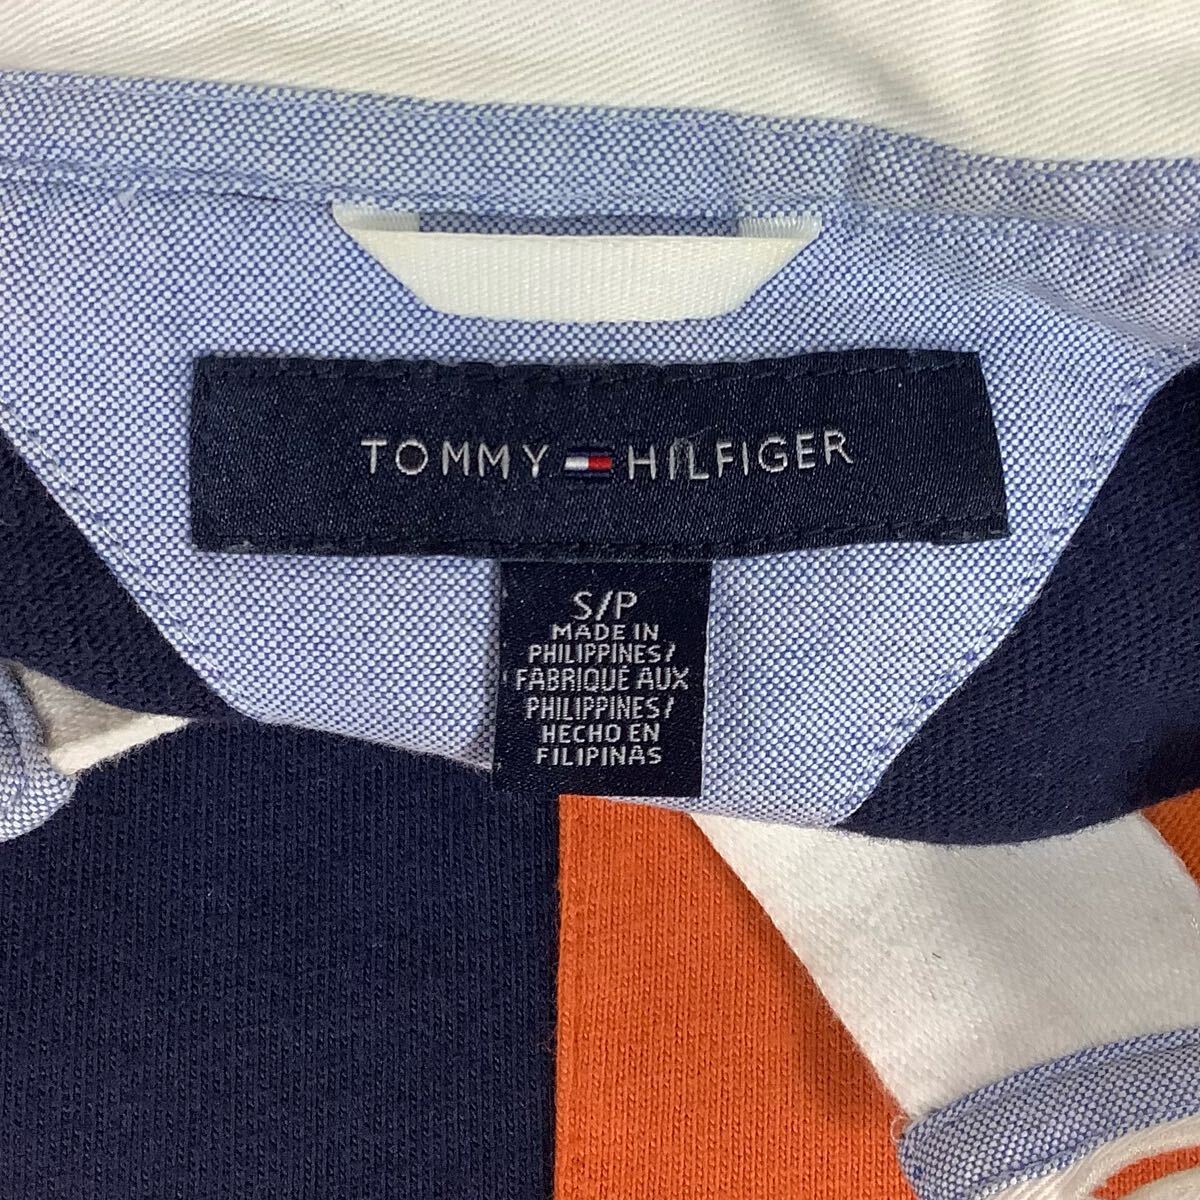 TOMMY HILFIGER
S/P
MADE IN
PHILIPPINES/
FABRIQUÉ AUX
PHILIPPINES/
HECHO EN
FILIPINAS